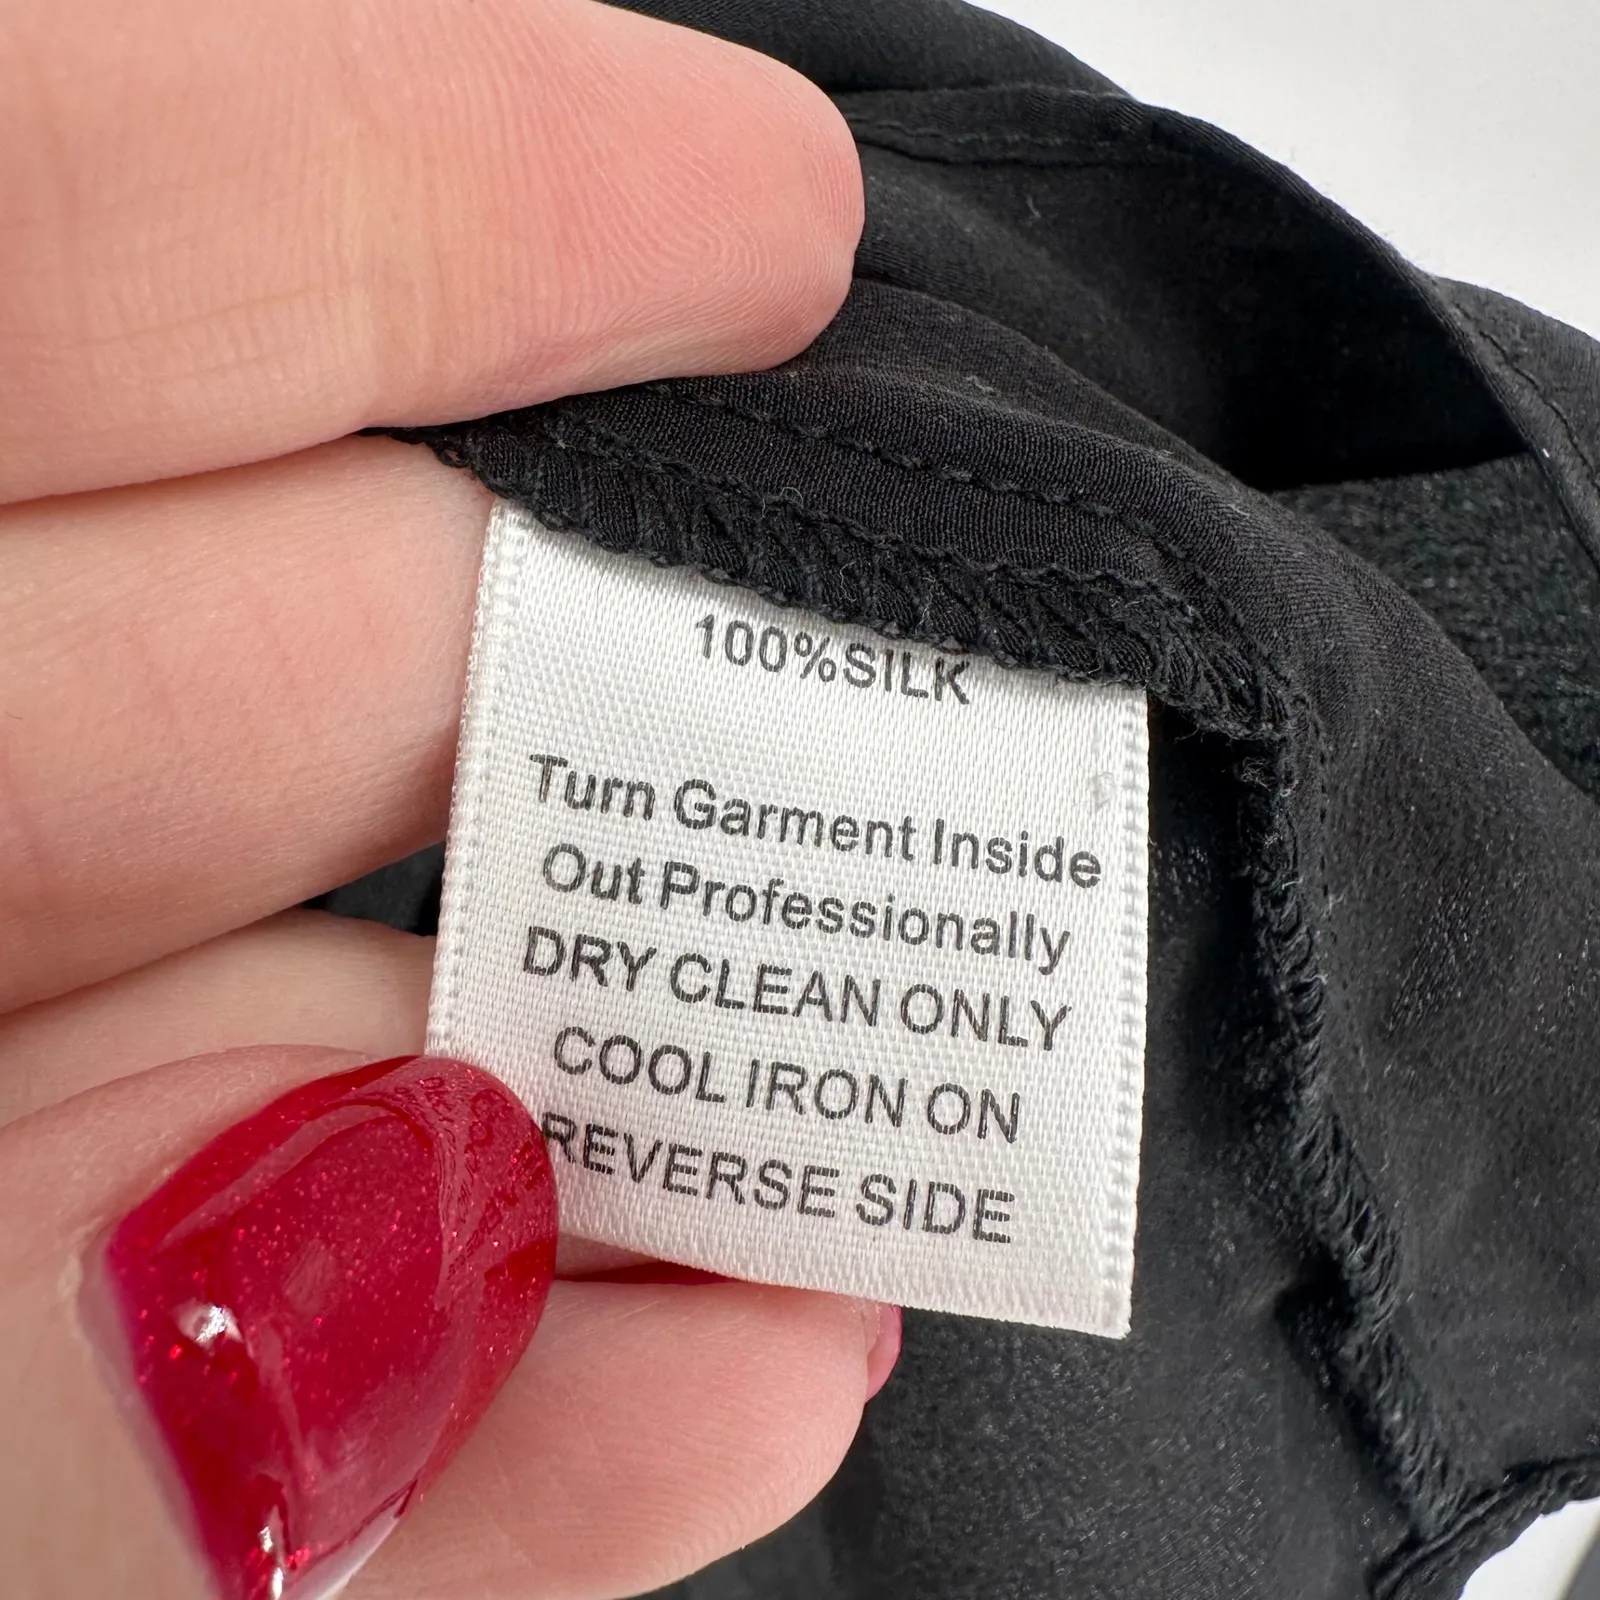 100%SILK
Turn Garment Inside
Out Professionally
DRY CLEAN ONLY
COOL IRON ON
REVERSE SIDE